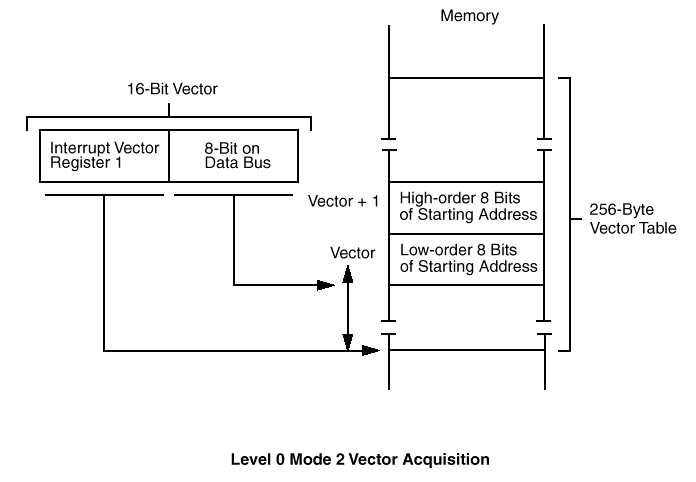 Memory
16-Bit Vector
Interrupt Vector
Register 1
8-Bit on
Data Bus
Vector + 1
High-order 8 Bits
of Starting Address
256-Byte
Vector Table
Vector
Low-order 8 Bits
of Starting Address
Level 0 Mode 2 Vector Acquisition